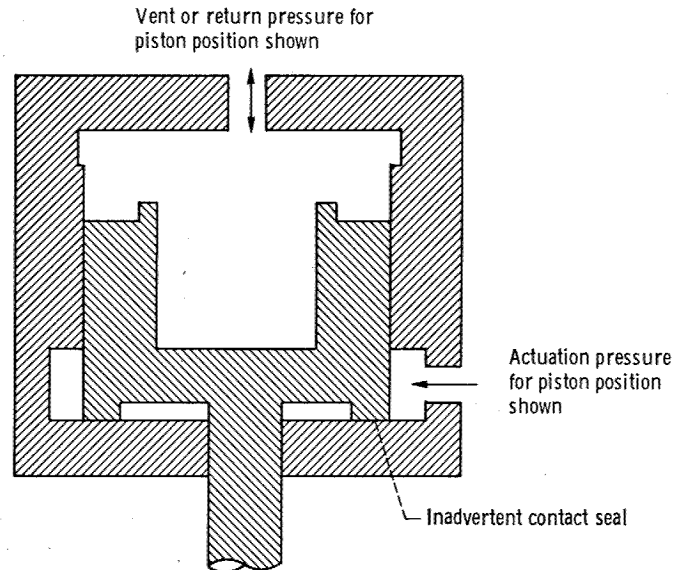 Vent or return pressure for
piston position shown
Actuation pressure
for piston position
shown
Inadvertent contact seal